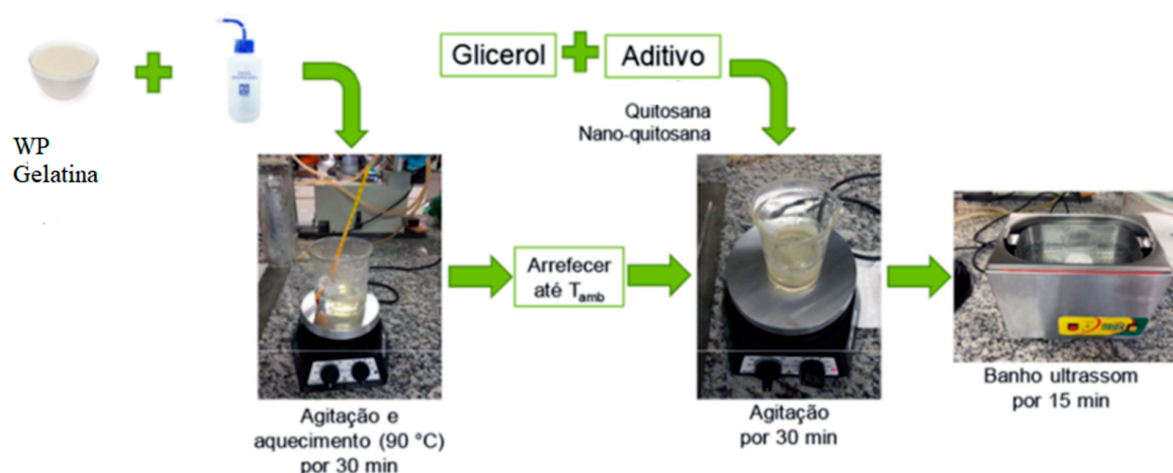 WP
Gelatina
Glicerol
Aditivo
Quitosana
Nano-quitosana
Arrefecer
até Tamb
Agitação e
aquecimento (90 °C)
por 30 min
Agitação
por 30 min
Banho ultrassom
por 15 min